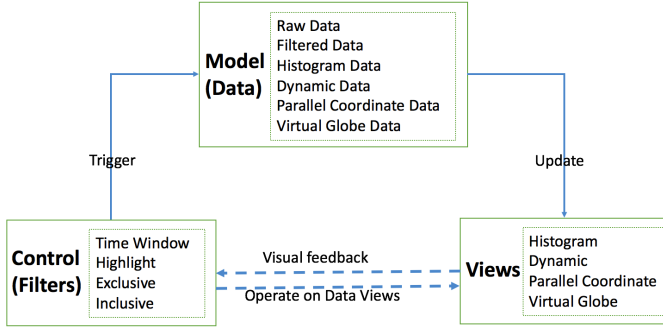 Model
(Data)
Raw Data
Filtered Data
Histogram Data
Dynamic Data
Parallel Coordinate Data
Virtual Globe Data
Trigger
Update
Control
(Filters)
Time Window
Highlight
Exclusive
Inclusive
Visual feedback
Operate on Data Views
Views
Histogram
Dynamic
Parallel Coordinate
Virtual Globe